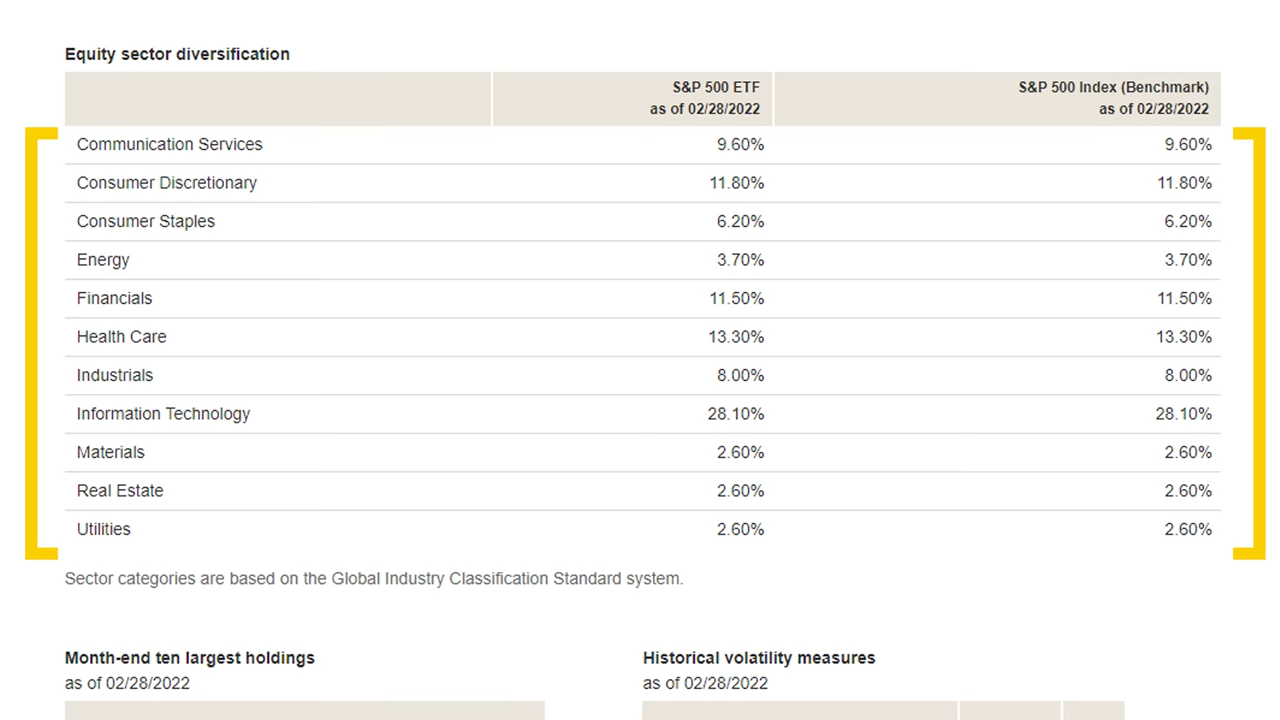 Equity sector diversification
S&P 500 ETF S&P 500 Index (Benchmark)
as of 02/28/2022 as of 02/28/2022
Communication Services 9.60% 9.60%
Consumer Discretionary 11.80% 11.80%
Consumer Staples 6.20% 6.20%
Energy 3.70% 3.70%
Financials 11.50% 11.50%
Health Care 13.30% 13.30%
Industrials 8.00% 8.00%
Information Technology 28.10% 28.10%
Materials 2.60% 2.60%
Real Estate 2.60% 2.60%
Utilities 2.60% 2.60%
Sector categories are based on the Global Industry Classification Standard system.
Month-end ten largest holdings Historical volatility measures
as of 02/28/2022 as of 02/28/2022